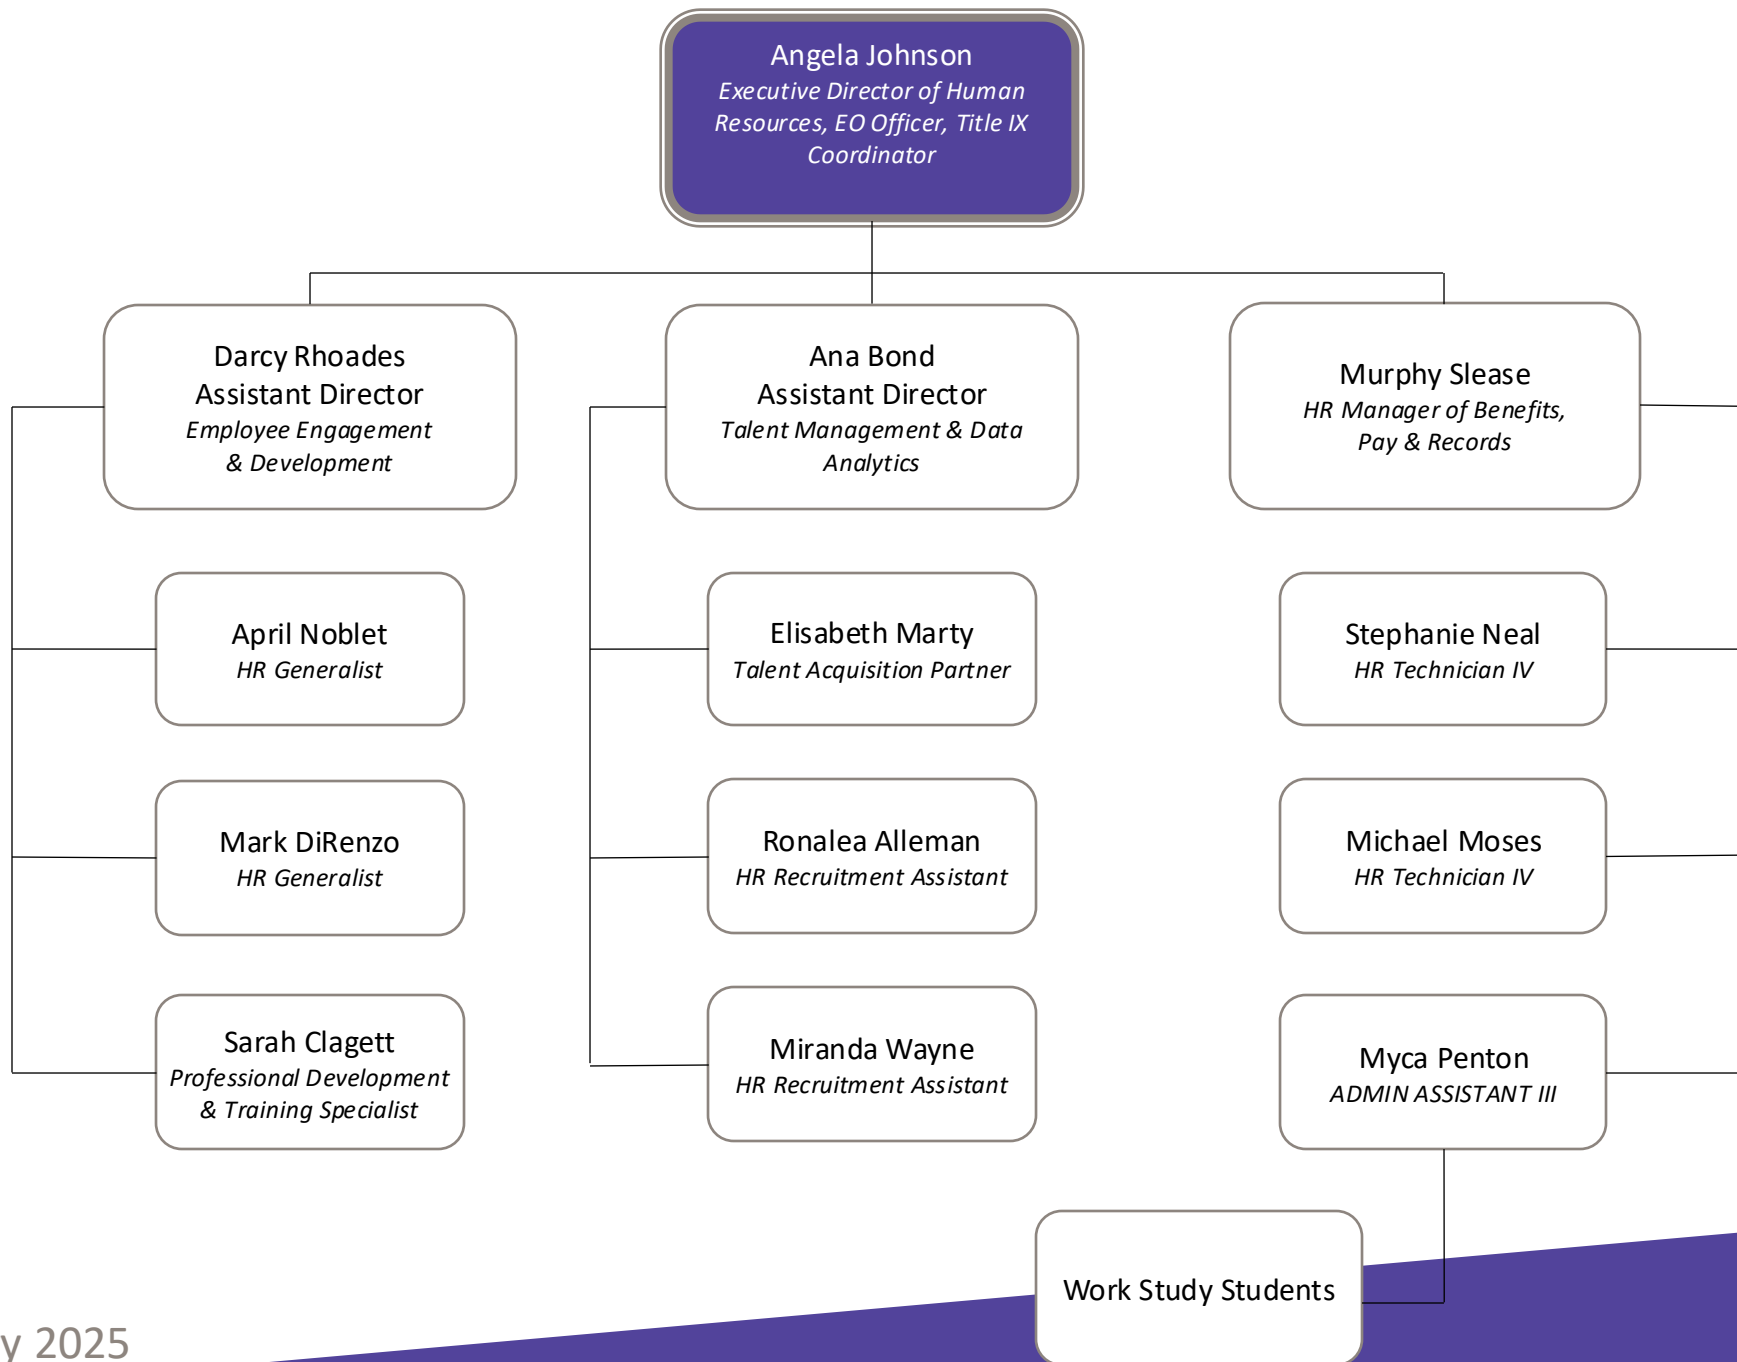 Angela Johnson
Executive Director of Human
Resources, EO Officer, Title IX
Coordinator
Darcy Rhoades
Assistant Director
Employee Engagement
& Development
Ana Bond
Assistant Director
Talent Management & Data
Analytics
Murphy Slease
HR Manager of Benefits,
Pay & Records
April Noblet
HR Generalist
Elisabeth Marty
Talent Acquisition Partner
Stephanie Neal
HR Technician IV
Mark DiRenzo
HR Generalist
Ronalea Alleman
HR Recruitment Assistant
Michael Moses
HR Technician IV
Sarah Clagett
Professional Development
& Training Specialist
Miranda Wayne
HR Recruitment Assistant
Myca Penton
ADMIN ASSISTANT III
Work Study Students
2025